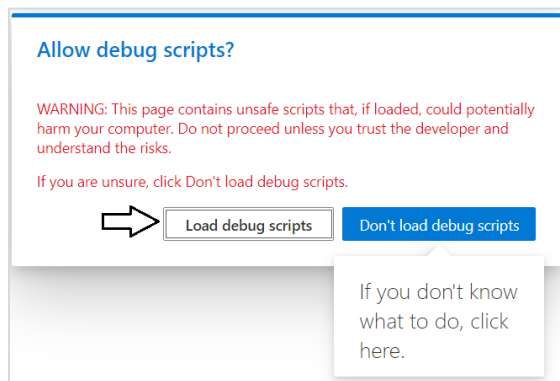 Allow debug scripts?
WARNING: This page contains unsafe scripts that, if loaded, could potentially
harm your computer. Do not proceed unless you trust the developer and
understand the risks.
If you are unsure, click Don't load debug scripts.
Load debug scripts
Don't load debug scripts
If you don't know
what to do, click
here.